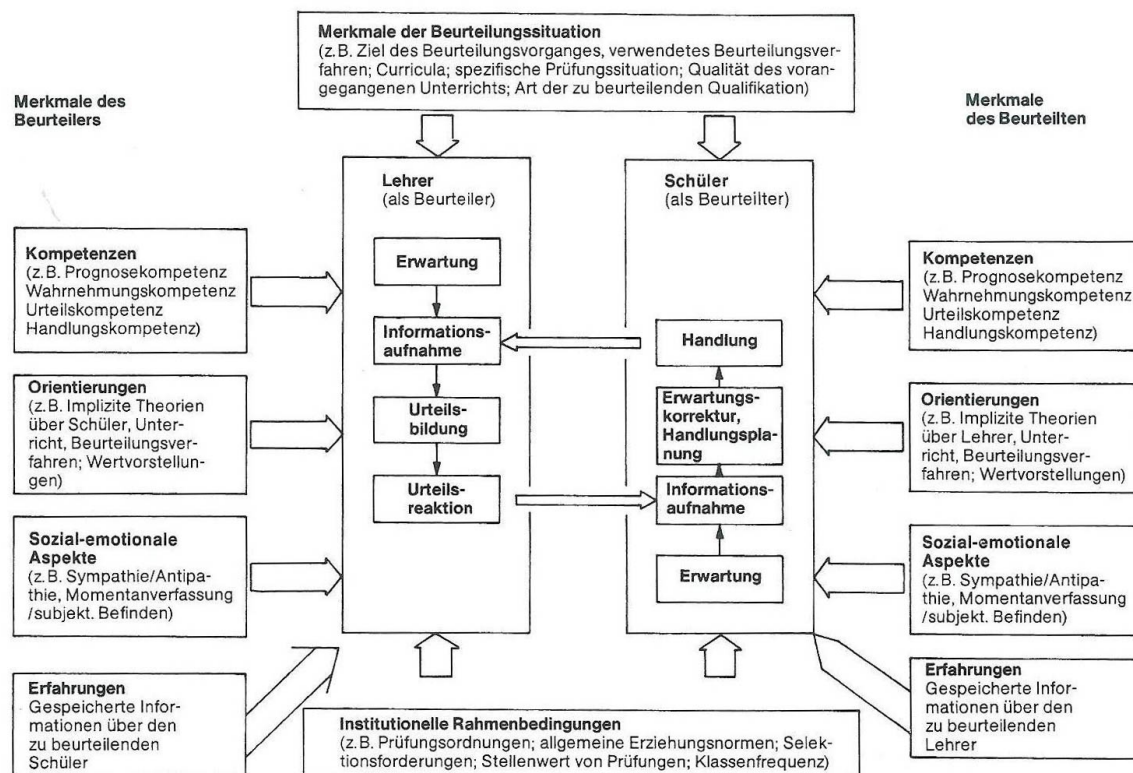 Merkmale der Beurteilungssituation
(z.B. Ziel des Beurteilungsvorganges, verwendetes Beurteilungsver-
fahren; Curricula; spezifische Prüfungssituation; Qualität des voran-
gegangenen Unterrichts; Art der zu beurteilenden Qualifikation)
Merkmale des
Beurteilers
Merkmale
des Beurteilten
Lehrer
(als Beurteiler)
Schüler
(als Beurteilter)
Kompetenzen
(z.B. Prognosekompetenz
Wahrnehmungskompetenz
Urteilskompetenz
Handlungskompetenz)
Orientierungen
(z.B. Implizite Theorien
über Schüler, Unter-
richt, Beurteilungsver-
fahren; Wertvorstellun-
gen)
Sozial-emotionale
Aspekte
(z.B. Sympathie/Antipa-
thie, Momentanverfassung
/subjekt. Befinden)
Erfahrungen
Gespeicherte Infor-
mationen über den
zu beurteilenden
Schüler
Erwartung
Informations-
aufnahme
Urteils-
bildung
Urteils-
reaktion
Handlung
Erwartungs-
korrektur,
Handlungspla-
nung
Informations-
aufnahme
Erwartung
Kompetenzen
(z.B. Prognosekompetenz
Wahrnehmungskompetenz
Urteilskompetenz
Handlungskompetenz)
Orientierungen
(z.B. Implizite Theorien
über Lehrer, Unter-
richt, Beurteilungsver-
fahren; Wertvorstellungen)
Sozial-emotionale
Aspekte
(z.B. Sympathie/Antipa-
thie, Momentanverfassung
/subjekt. Befinden)
Erfahrungen
Gespeicherte Infor-
mationen über den
zu beurteilenden
Lehrer
Institutionelle Rahmenbedingungen
(z.B. Prüfungsordnungen; allgemeine Erziehungsnormen; Selek-
tionsforderungen; Stellenwert von Prüfungen; Klassenfrequenz)